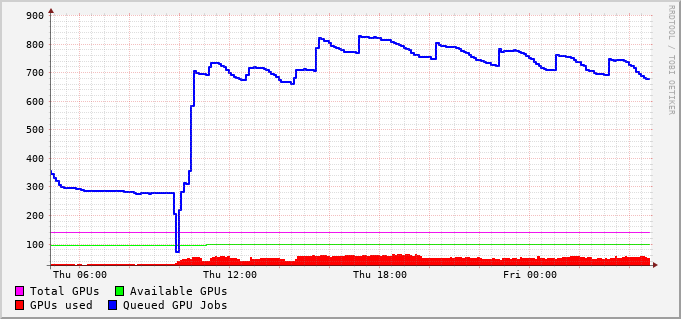 900
800
700
600
500
400
300
200
100
Thu 06:00 Thu 12:00 Thu 18:00 Fri 00:00
Total GPUs Available GPUs
GPUs used Queued GPU Jobs
RRDTOOL / TOBI OETIKER